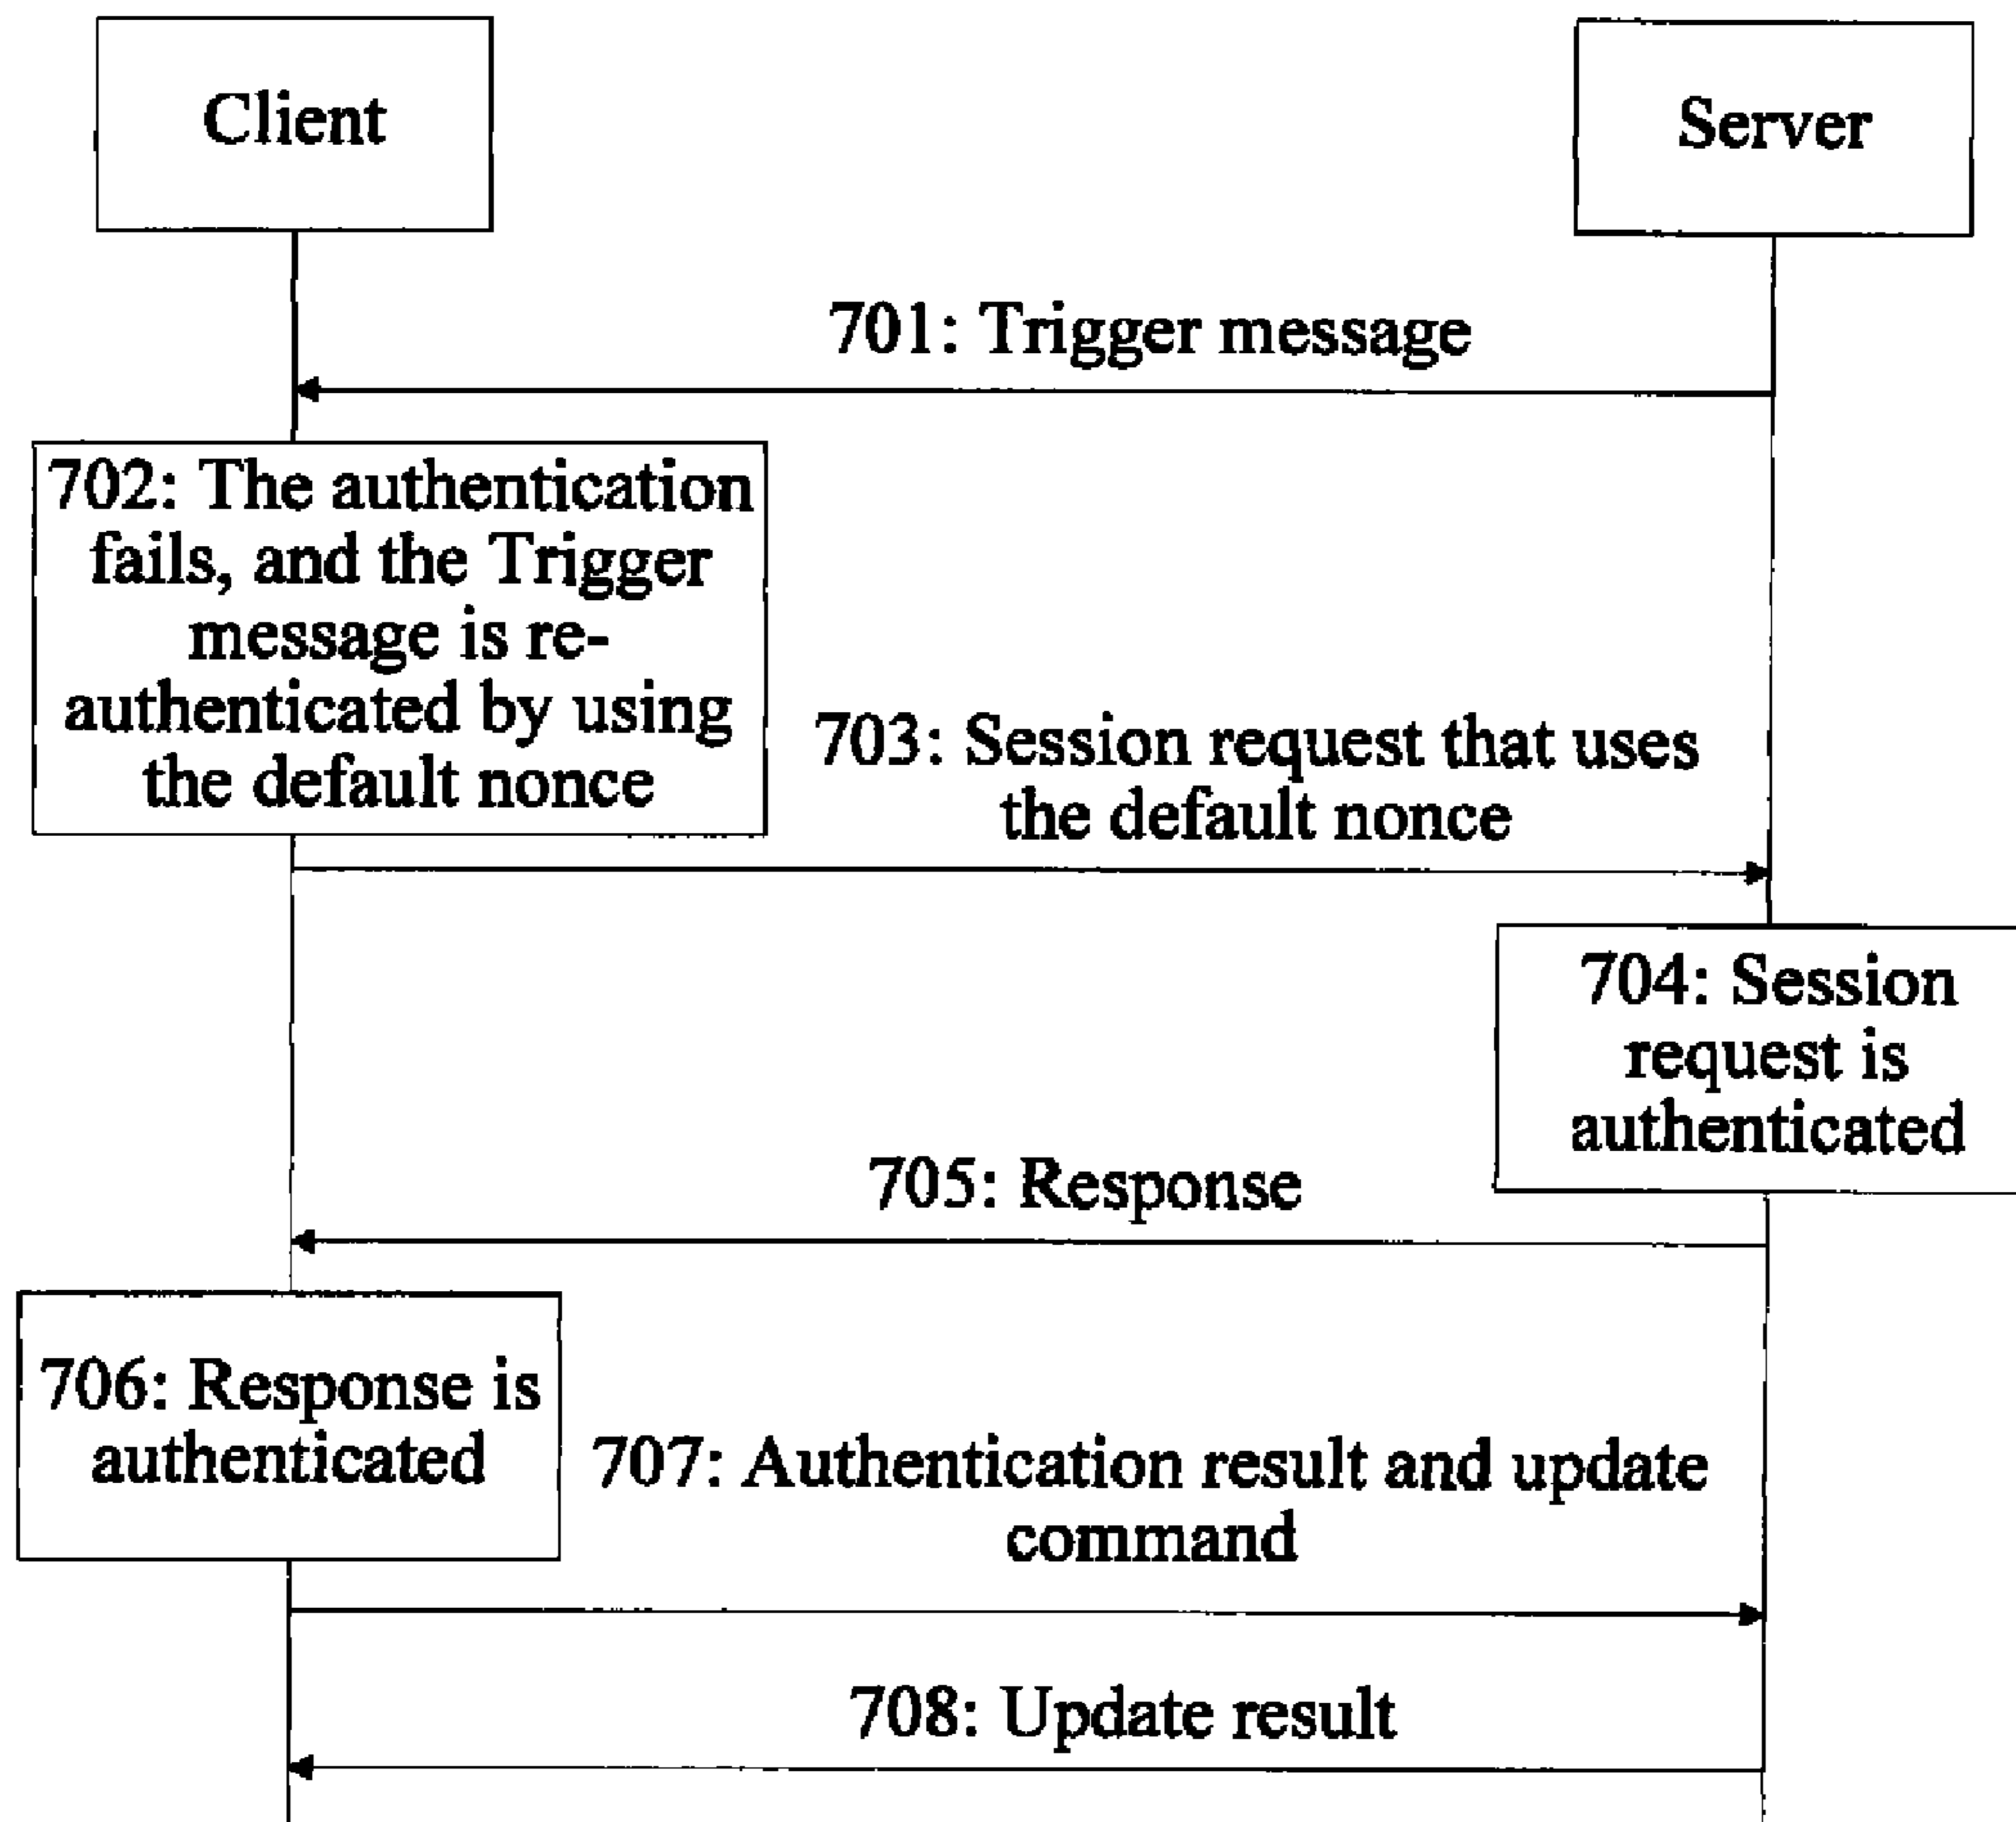 Client
Server
701: Trigger message
702: The authentication
fails, and the Trigger
message is re-
authenticated by using
the default nonce
703: Session request that uses
the default nonce
704: Session
request is
authenticated
705: Response
706: Response is
authenticated
707: Authentication result and update
command
708: Update result